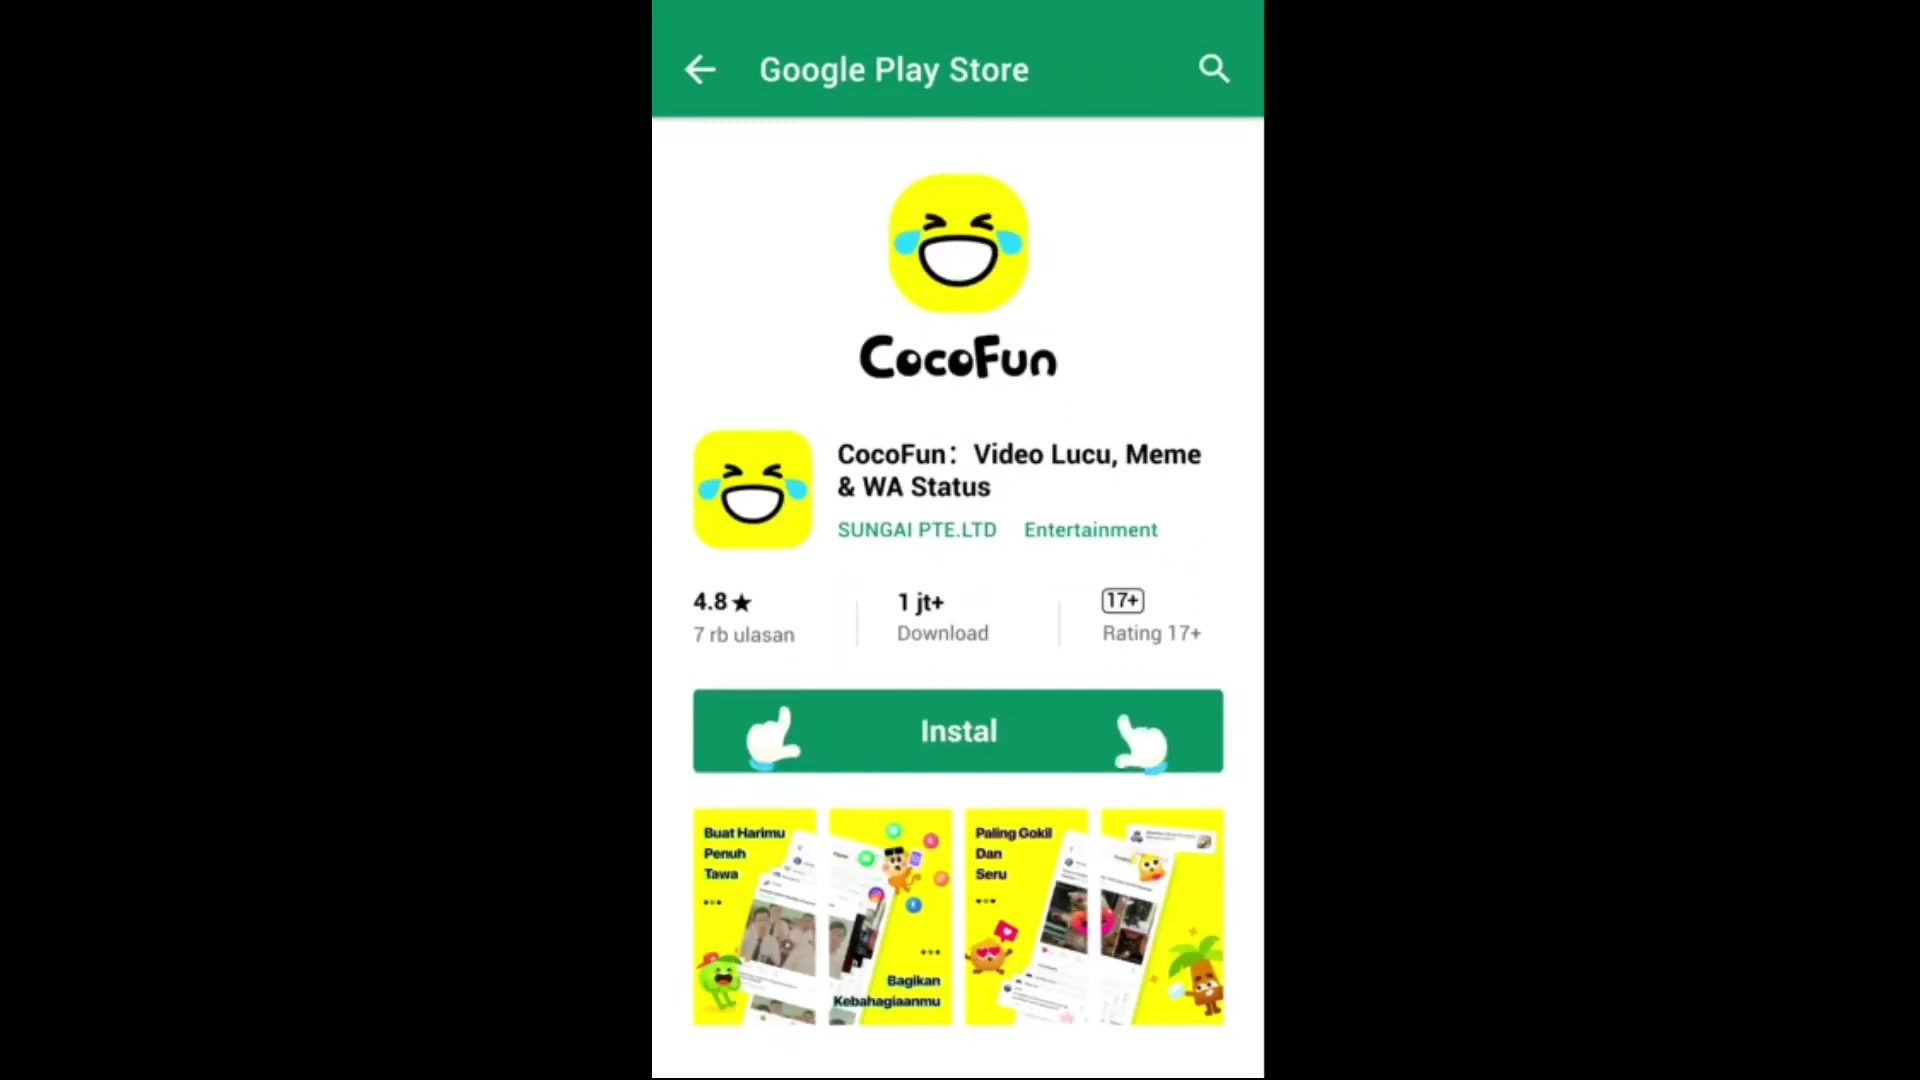 Google Play Store
CocoFun
CocoFun：Video Lucu, Meme
& WA Status
SUNGAI PTE.LTD Entertainment
4.8★ 1 jt+ 17+
7 rb ulasan Download Rating 17+
Instal
Buat Harimu
Penuh
Tawa
Bagikan
Kebahagiaanmu
Paling Gokil
Dan
Seru